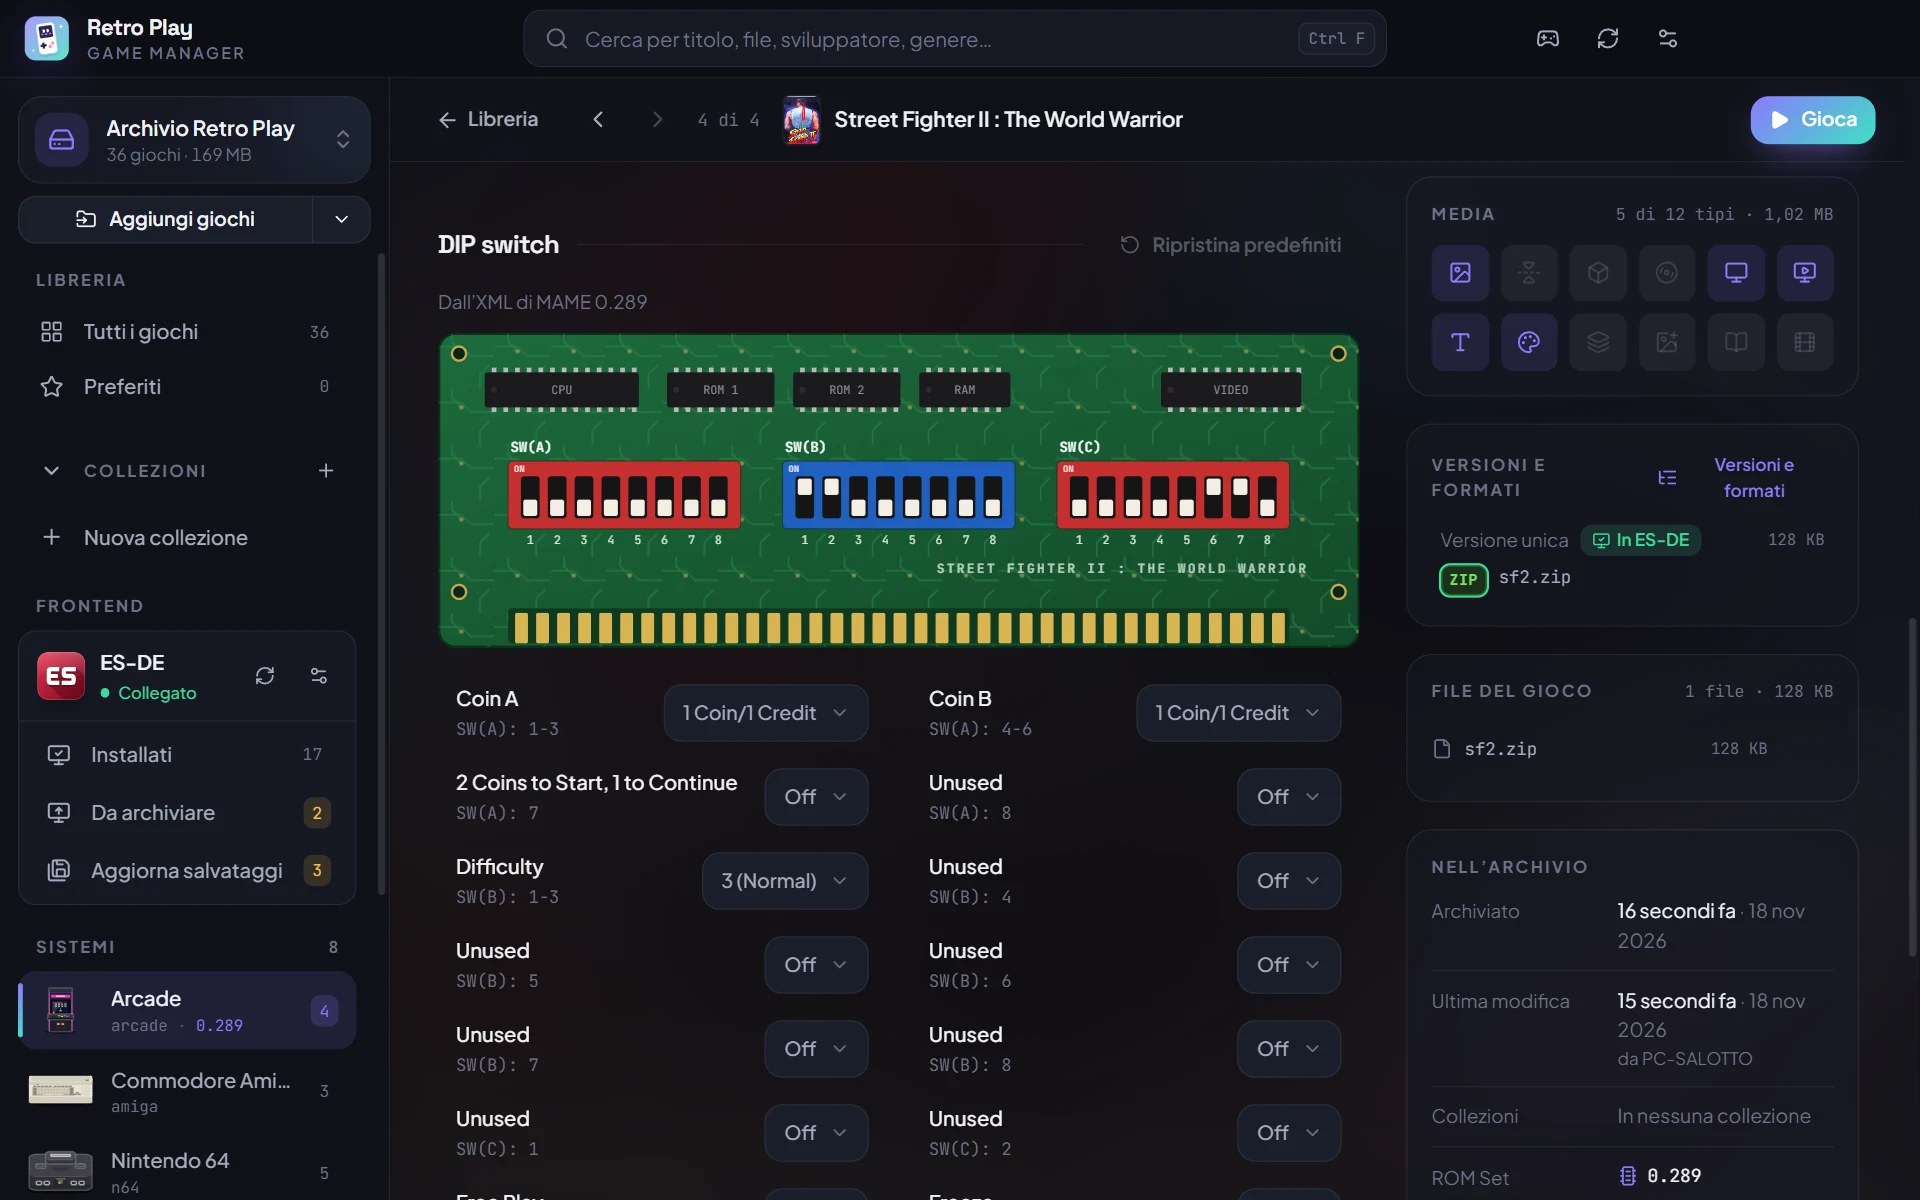 Retro Play
GAME MANAGER
Cerca per titolo, file, sviluppatore, genere…
Ctrl F
Archivio Retro Play
36 giochi · 169 MB
Aggiungi giochi
LIBRERIA
Tutti i giochi 36
Preferiti 0
COLLEZIONI
Nuova collezione
FRONTEND
ES
ES-DE
Collegato
Installati 17
Da archiviare 2
Aggiorna salvataggi 3
SISTEMI 8
Arcade
arcade · 0.289
4
Commodore Ami…
amiga
3
Nintendo 64
n64
5
Libreria
4 di 4
Street Fighter II : The World Warrior
Gioca
DIP switch
Ripristina predefiniti
Dall'XML di MAME 0.289
CPU
ROM 1
ROM 2
RAM
VIDEO
SW(A)
SW(B)
SW(C)
ON
ON
ON
1 2 3 4 5 6 7 8
1 2 3 4 5 6 7 8
1 2 3 4 5 6 7 8
STREET FIGHTER II : THE WORLD WARRIOR
Coin A
SW(A): 1-3
1 Coin/1 Credit
Coin B
SW(A): 4-6
1 Coin/1 Credit
2 Coins to Start, 1 to Continue
SW(A): 7
Off
Unused
SW(A): 8
Off
Difficulty
SW(B): 1-3
3 (Normal)
Unused
SW(B): 4
Off
Unused
SW(B): 5
Off
Unused
SW(B): 6
Off
Unused
SW(B): 7
Off
Unused
SW(B): 8
Off
Unused
SW(C): 1
Off
Unused
SW(C): 2
Off
Free Play
Freeze
MEDIA
5 di 12 tipi · 1,02 MB
VERSIONI E
FORMATI
Versioni e
formati
Versione unica
In ES-DE
128 KB
ZIP
sf2.zip
FILE DEL GIOCO
1 file · 128 KB
sf2.zip
128 KB
NELL'ARCHIVIO
Archiviato
16 secondi fa · 18 nov
2026
Ultima modifica
15 secondi fa · 18 nov
2026
da PC-SALOTTO
Collezioni
In nessuna collezione
ROM Set
0.289